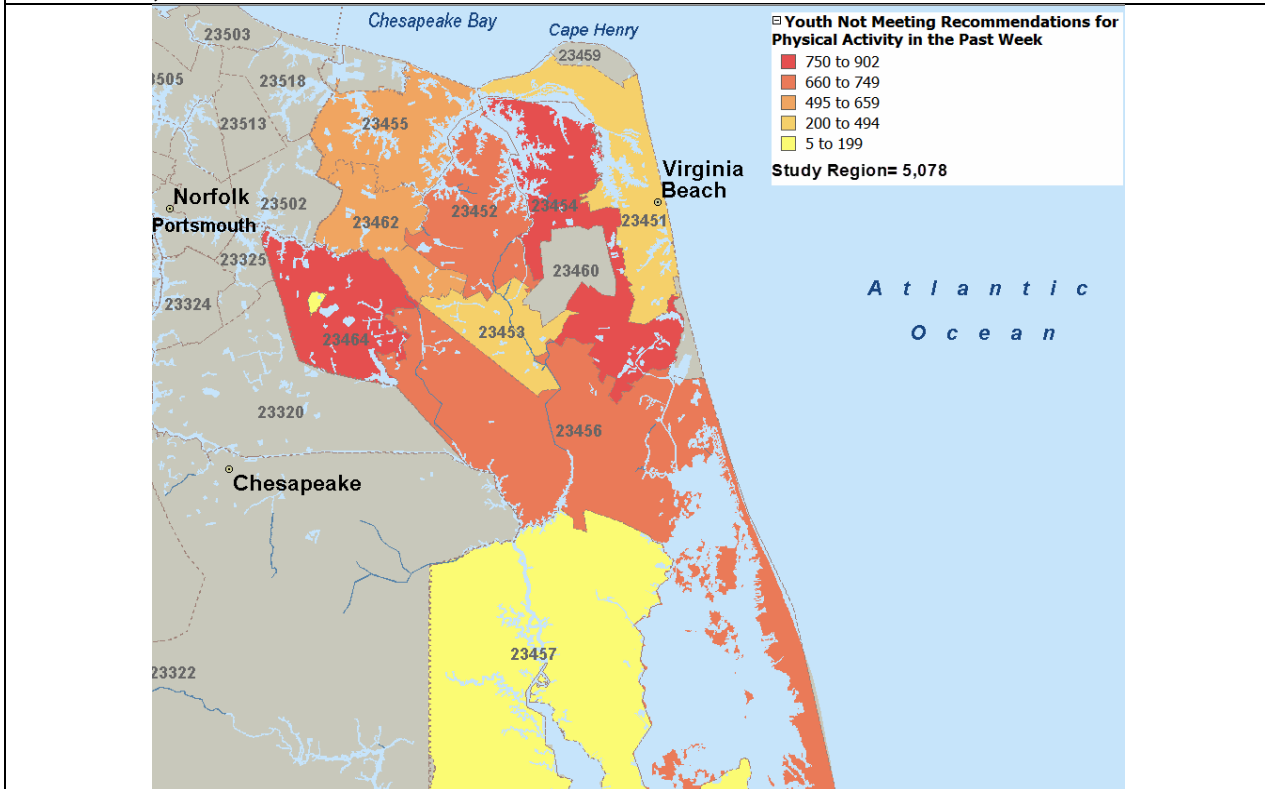 Chesapeake Bay
Cape Henry
23503
23459
23518
23513
23455
23502
Norfolk
Portsmouth
23462
23452
23454
23451
Virginia
Beach
23325
23460
23324
23453
23464
23320
23456
Chesapeake
23457
23322
Atlantic
Ocean
Youth Not Meeting Recommendations for
Physical Activity in the Past Week
750 to 902
660 to 749
495 to 659
200 to 494
5 to 199
Study Region= 5,078